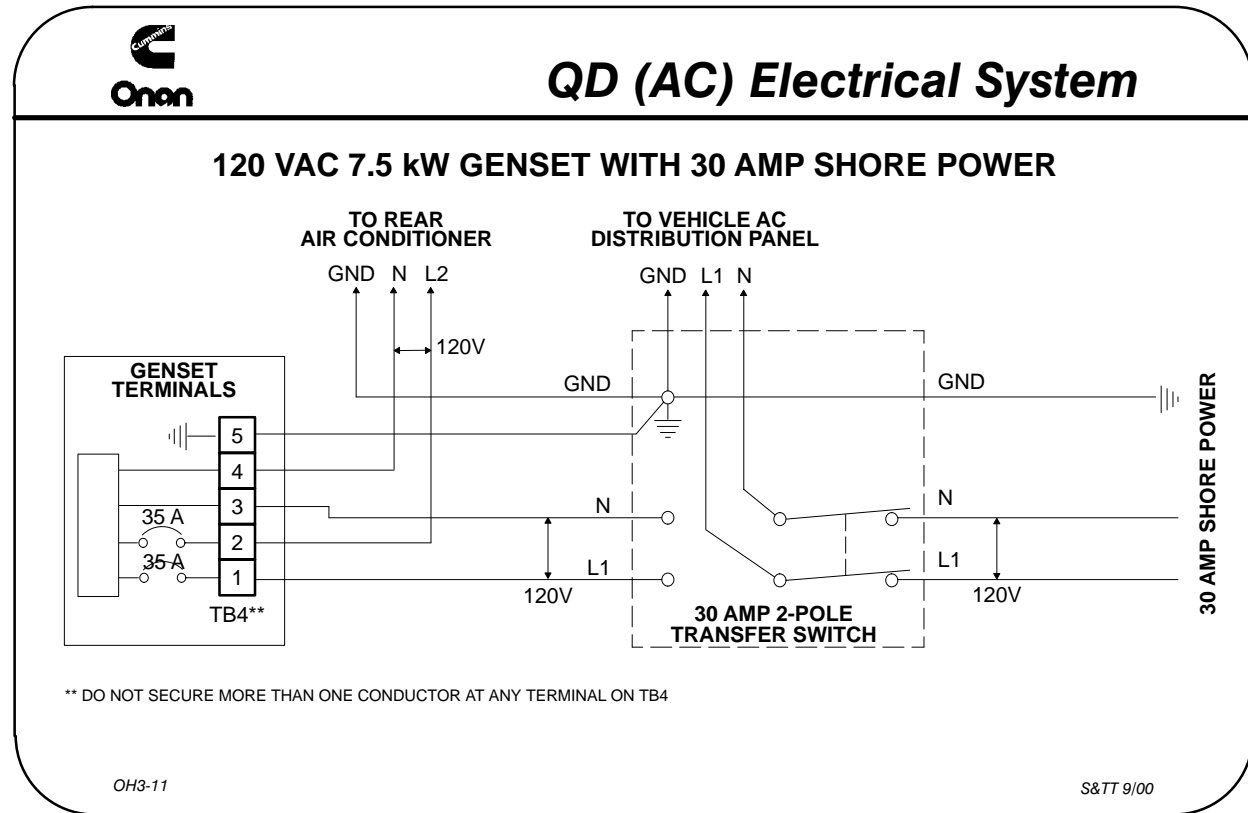 Cummins
Onan
QD (AC) Electrical System
120 VAC 7.5 kW GENSET WITH 30 AMP SHORE POWER
TO REAR
AIR CONDITIONER
GND N L2
120V
TO VEHICLE AC
DISTRIBUTION PANEL
GND L1 N
GENSET
TERMINALS
5
4
3
2
1
35 A
35 A
TB4**
GND
N
L1
120V
GND
N
L1
120V
30 AMP 2-POLE
TRANSFER SWITCH
30 AMP SHORE POWER
** DO NOT SECURE MORE THAN ONE CONDUCTOR AT ANY TERMINAL ON TB4
OH3-11
S&TT 9/00